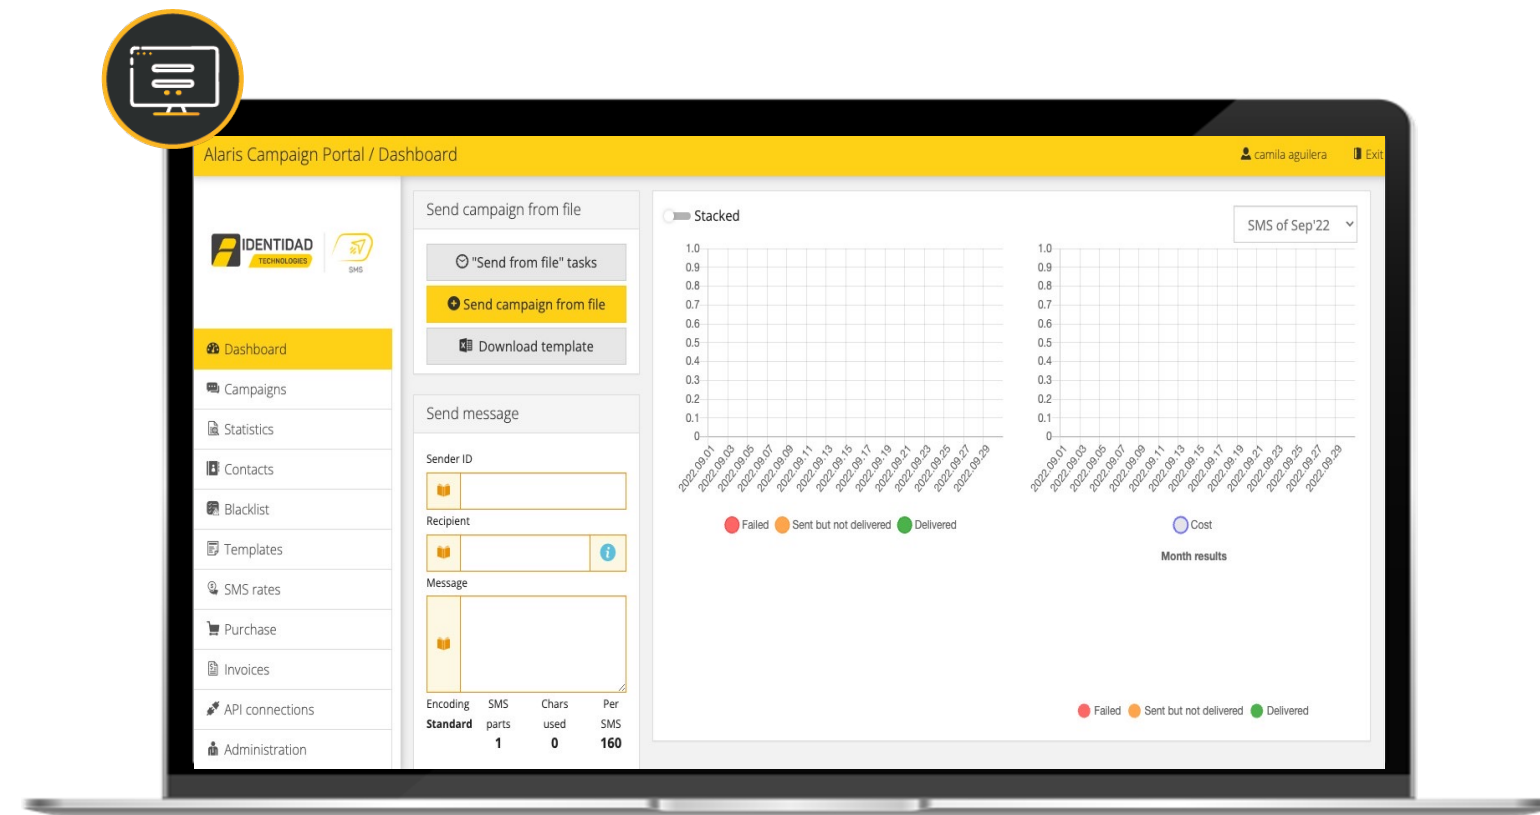 Alaris Campaign Portal / Dashboard
camila aguilera
Exit
IDENTIDAD
TECHNOLOGIES
SMS
Dashboard
Campaigns
Statistics
Contacts
Blacklist
Templates
SMS rates
Purchase
Invoices
API connections
Administration
Send campaign from file
"Send from file" tasks
Send campaign from file
Download template
Send message
Sender ID
Recipient
Message
Encoding SMS Chars Per
Standard parts used SMS
1 0 160
Stacked
SMS of Sep'22
1.0
0.9
0.8
0.7
0.6
0.5
0.4
0.3
0.2
0.1
0
2022.09.01 2022.09.03 2022.09.05 2022.09.07 2022.09.09 2022.09.11 2022.09.13 2022.09.15 2022.09.17 2022.09.19 2022.09.21 2022.09.23 2022.09.25 2022.09.27 2022.09.29
Failed Sent but not delivered Delivered
1.0
0.9
0.8
0.7
0.6
0.5
0.4
0.3
0.2
0.1
0
2022.09.01 2022.09.03 2022.09.05 2022.09.07 2022.09.09 2022.09.11 2022.09.13 2022.09.15 2022.09.17 2022.09.19 2022.09.21 2022.09.23 2022.09.25 2022.09.27 2022.09.29
Cost
Month results
Failed Sent but not delivered Delivered